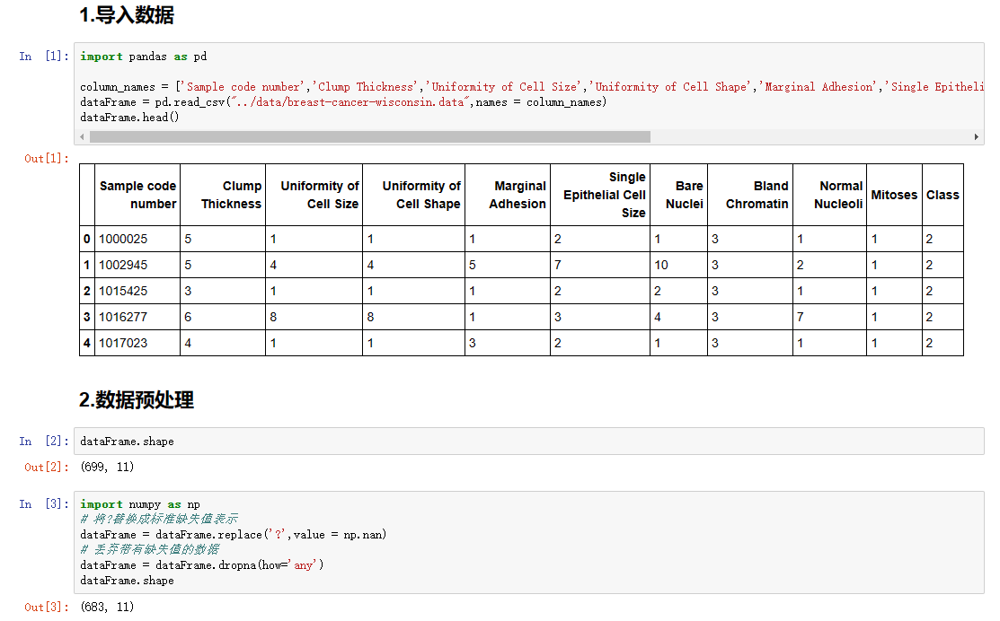 1.导入数据
In [1]:
import pandas as pd
column_names = ['Sample code number','Clump Thickness','Uniformity of Cell Size','Uniformity of Cell Shape','Marginal Adhesion','Single Epitheli
dataFrame = pd.read_csv("../data/breast-cancer-wisconsin.data",names = column_names)
dataFrame.head()
Out[1]:
Sample code number Clump Thickness Uniformity of Cell Size Uniformity of Cell Shape Marginal Adhesion Single Epithelial Cell Size Bare Nuclei Bland Chromatin Normal Nucleoli Mitoses Class
0 1000025 5 1 1 1 2 1 3 1 1 2
1 1002945 5 4 4 5 7 10 3 2 1 2
2 1015425 3 1 1 1 2 2 3 1 1 2
3 1016277 6 8 8 1 3 4 3 7 1 2
4 1017023 4 1 1 3 2 1 3 1 1 2
2.数据预处理
In [2]: dataFrame.shape
Out[2]: (699, 11)
In [3]: import numpy as np
# 将?替换成标准缺失值表示
dataFrame = dataFrame.replace('?',value = np.nan)
# 丢弃带有缺失值的数据
dataFrame = dataFrame.dropna(how='any')
dataFrame.shape
Out[3]: (683, 11)